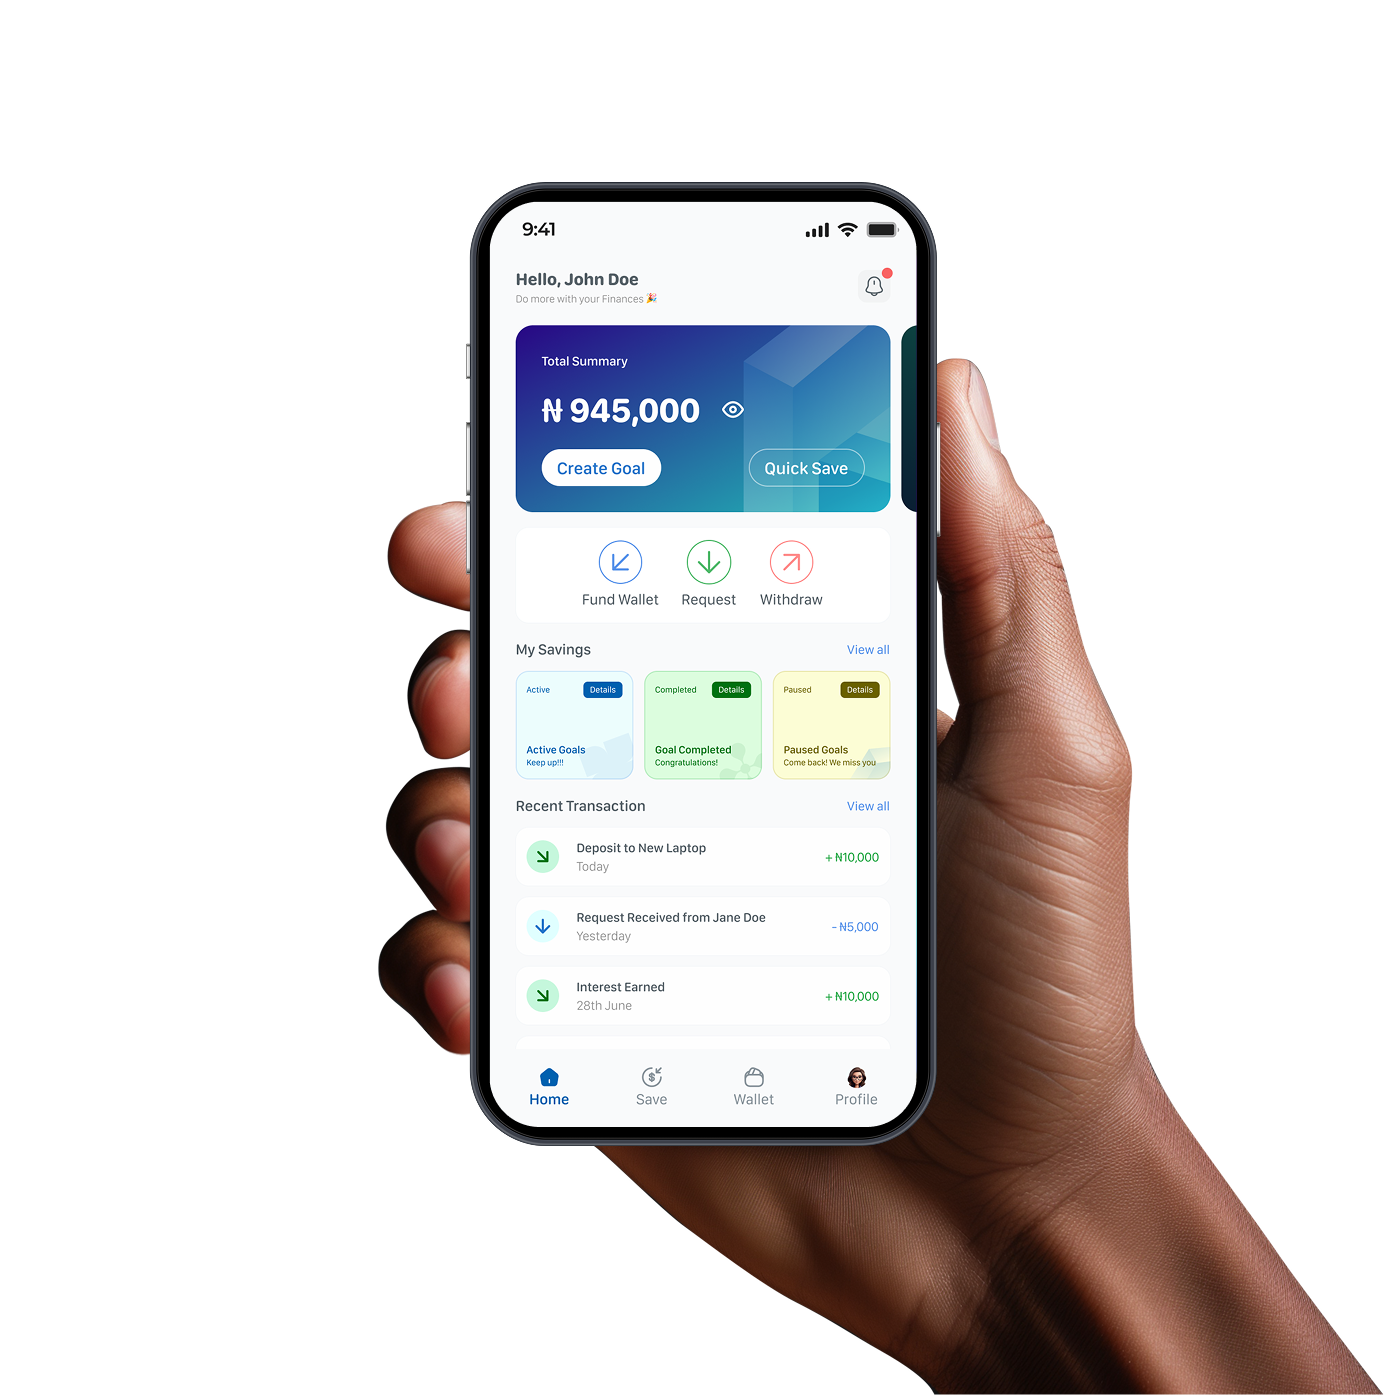 9:41
Hello, John Doe
Do more with your Finances 🎉
Total Summary
₦ 945,000
Create Goal
Quick Save
Fund Wallet
Request
Withdraw
My Savings
View all
Active
Details
Active Goals
Keep up!!!
Completed
Details
Goal Completed
Congratulations!
Paused
Details
Paused Goals
Come back! We miss you
Recent Transaction
View all
Deposit to New Laptop
Today
+ ₦10,000
Request Received from Jane Doe
Yesterday
- ₦5,000
Interest Earned
28th June
+ ₦10,000
Home
Save
Wallet
Profile